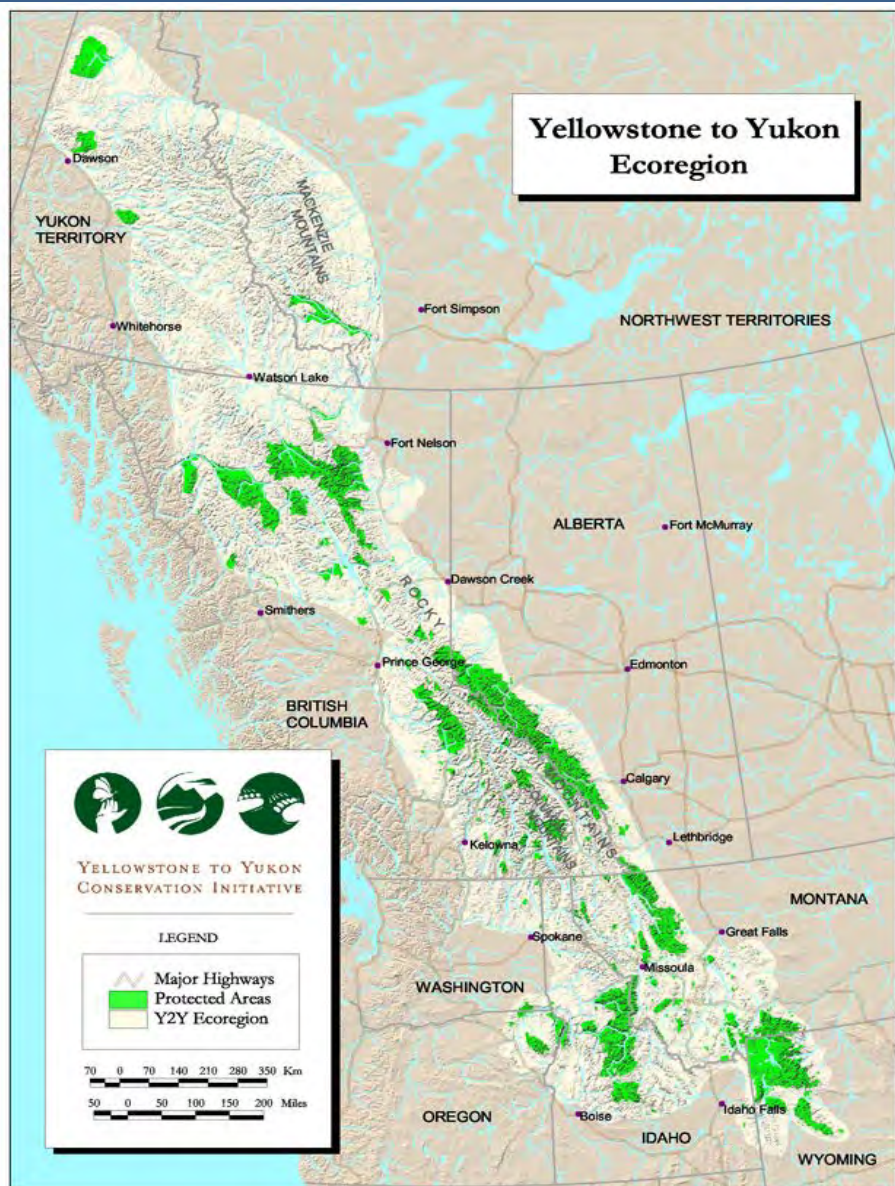 Yellowstone to Yukon
Ecoregion
Dawson
YUKON
TERRITORY
MACKENZIE
MOUNTAINS
Fort Simpson
Whitehorse
NORTHWEST TERRITORIES
Watson Lake
Fort Nelson
ALBERTA
Fort McMurray
Dawson Creek
ROCKY
Smithers
Prince George
Edmonton
BRITISH
COLUMBIA
Calgary
MOUNTAINS
Kelowna
Lethbridge
MONTANA
Great Falls
Spokane
Missoula
WASHINGTON
OREGON
Boise
Idaho Falls
IDAHO
WYOMING
YELLOWSTONE TO YUKON
CONSERVATION INITIATIVE
LEGEND
Major Highways
Protected Areas
Y2Y Ecoregion
70 0 70 140 210 280 350 Km
50 0 50 100 150 200 Miles